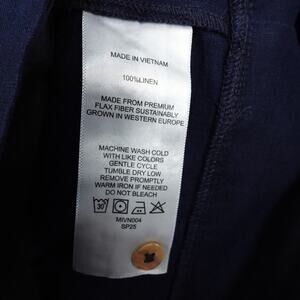 MADE IN VIETNAM
100%LINEN
MADE FROM PREMIUM
FLAX FIBER SUSTAINABLY
GROWN IN WESTERN EUROPE
MACHINE WASH COLD
WITH LIKE COLORS
GENTLE CYCLE
TUMBLE DRY LOW
REMOVE PROMPTLY
WARM IRON IF NEEDED
DO NOT BLEACH
30
MIVN004
SP25